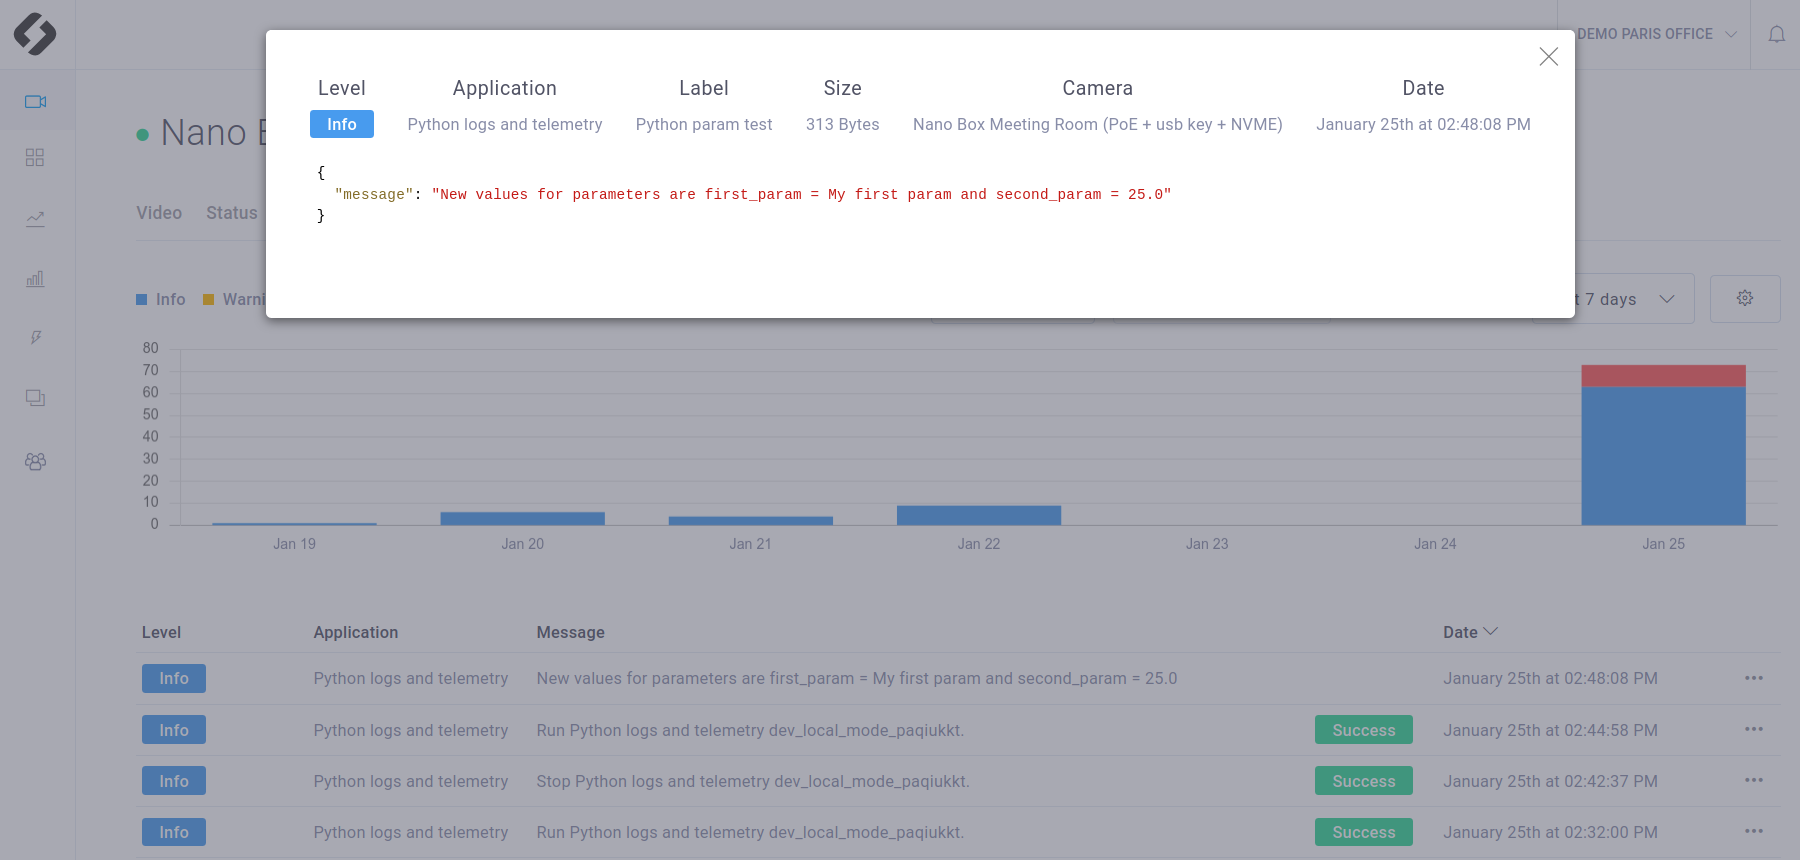 DEMO PARIS OFFICE
Level Application Label Size Camera Date
Info Python logs and telemetry Python param test 313 Bytes Nano Box Meeting Room (PoE + usb key + NVME) January 25th at 02:48:08 PM
{
"message": "New values for parameters are first_param = My first param and second_param = 25.0"
}
Nano
Video Status
Info 7 days
80
70
60
50
40
30
20
10
0
Jan 19 Jan 20 Jan 21 Jan 22 Jan 23 Jan 24 Jan 25
Level Application Message Date
Info Python logs and telemetry New values for parameters are first_param = My first param and second_param = 25.0 January 25th at 02:48:08 PM
Info Python logs and telemetry Run Python logs and telemetry dev_local_mode_paqiukkt. Success January 25th at 02:44:58 PM
Info Python logs and telemetry Stop Python logs and telemetry dev_local_mode_paqiukkt. Success January 25th at 02:42:37 PM
Info Python logs and telemetry Run Python logs and telemetry dev_local_mode_paqiukkt. Success January 25th at 02:32:00 PM